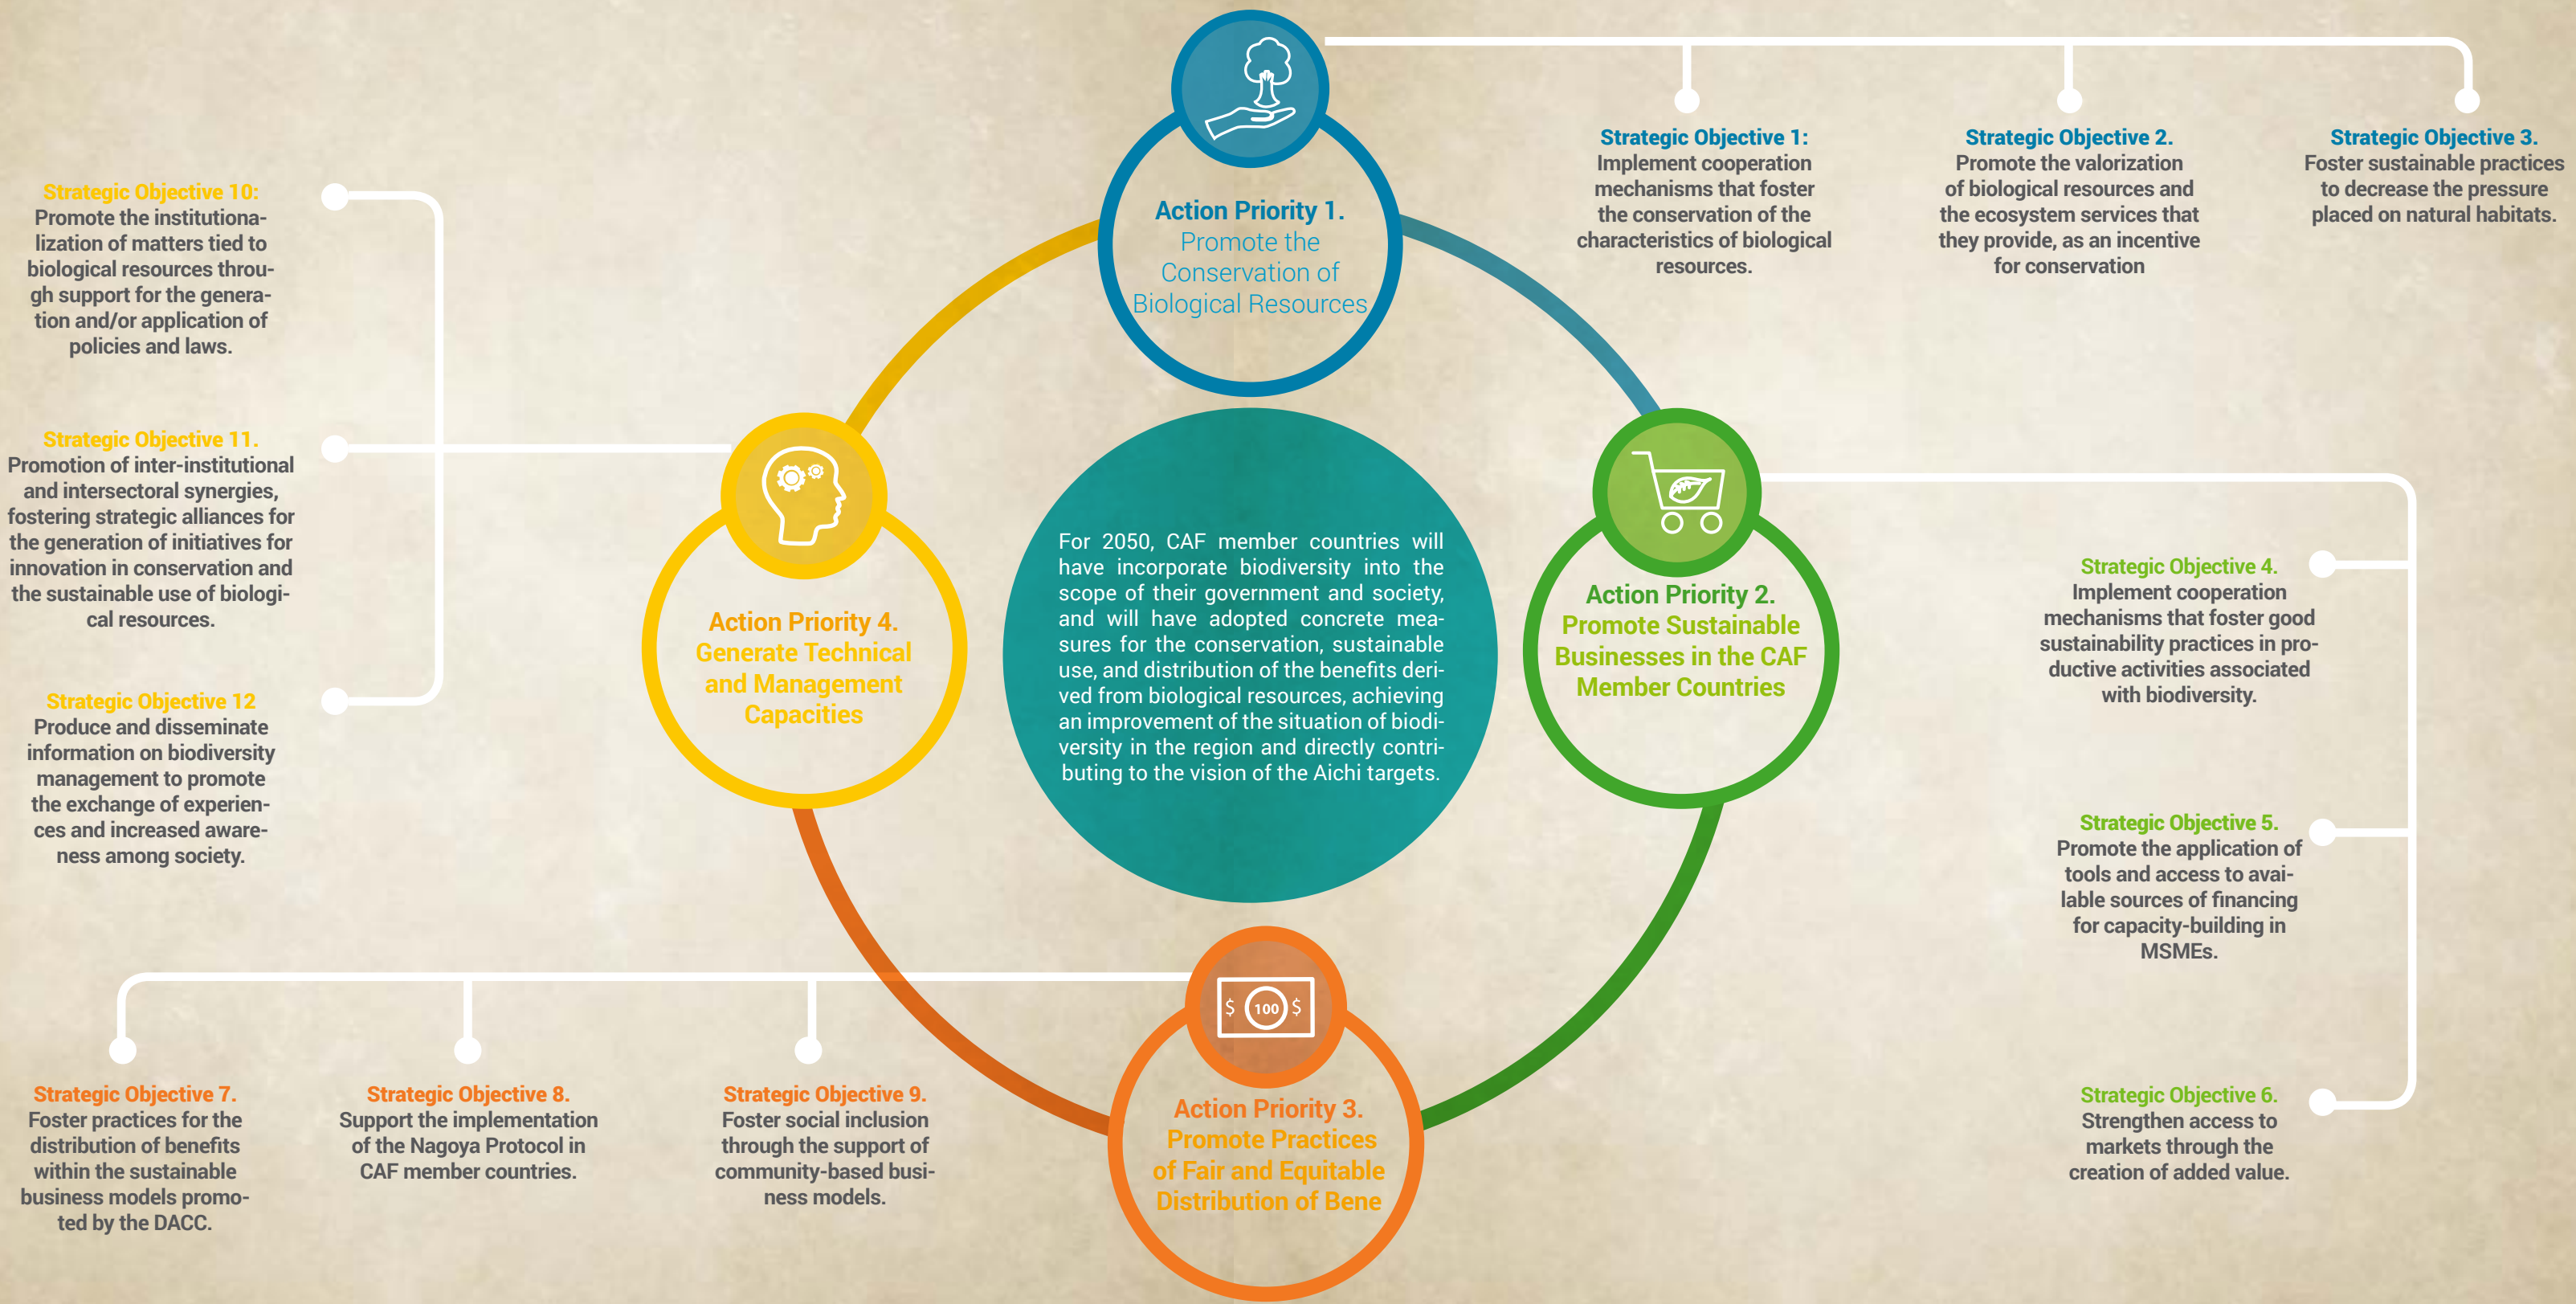 Action Priority 1.
Promote the
Conservation of
Biological Resources
Strategic Objective 1:
Implement cooperation
mechanisms that foster
the conservation of the
characteristics of biological
resources.
Strategic Objective 2.
Promote the valorization
of biological resources and
the ecosystem services that
they provide, as an incentive
for conservation
Strategic Objective 3.
Foster sustainable practices
to decrease the pressure
placed on natural habitats.
Action Priority 2.
Promote Sustainable
Businesses in the CAF
Member Countries
Strategic Objective 4.
Implement cooperation
mechanisms that foster good
sustainability practices in pro-
ductive activities associated
with biodiversity.
Strategic Objective 5.
Promote the application of
tools and access to avai-
lable sources of financing
for capacity-building in
MSMEs.
Strategic Objective 6.
Strengthen access to
markets through the
creation of added value.
$ 100 $
Action Priority 3.
Promote Practices
of Fair and Equitable
Distribution of Bene
Strategic Objective 7.
Foster practices for the
distribution of benefits
within the sustainable
business models promo-
ted by the DACC.
Strategic Objective 8.
Support the implementation
of the Nagoya Protocol in
CAF member countries.
Strategic Objective 9.
Foster social inclusion
through the support of
community-based busi-
ness models.
Action Priority 4.
Generate Technical
and Management
Capacities
Strategic Objective 10:
Promote the instituciona-
lization of matters tied to
biological resources throu-
gh support for the genera-
tion and/or application of
policies and laws.
Strategic Objective 11.
Promotion of inter-institutional
and intersectoral synergies,
fostering strategic alliances for
the generation of initiatives for
innovation in conservation and
the sustainable use of biologi-
cal resources.
Strategic Objective 12
Produce and disseminate
information on biodiversity
management to promote
the exchange of experien-
ces and increased aware-
ness among society.
For 2050, CAF member countries will
have incorporate biodiversity into the
scope of their government and society,
and will have adopted concrete mea-
sures for the conservation, sustainable
use, and distribution of the benefits deri-
ved from biological resources, achieving
an improvement of the situation of biodi-
versity in the region and directly contri-
buting to the vision of the Aichi targets.